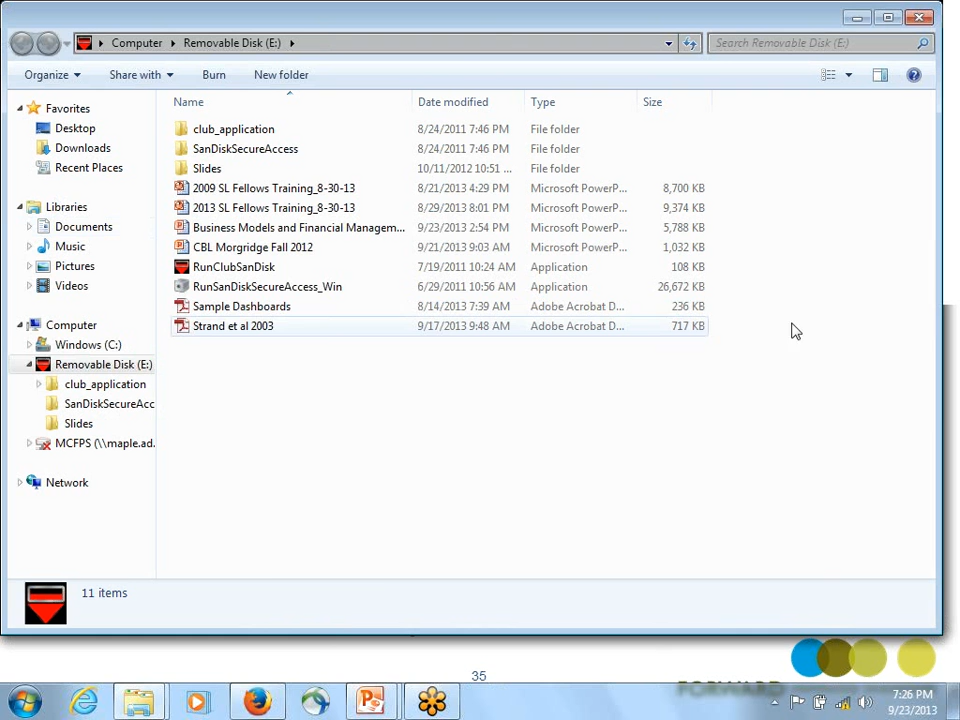 Computer Removable Disk (E:)
Search Removable Disk (E:)
Organize Share with Burn New folder
Name Date modified Type Size
Favorites
Desktop
Downloads
Recent Places
Libraries
Documents
Music
Pictures
Videos
Computer
Windows (C:)
Removable Disk (E:)
club_application
SanDiskSecureAcc
Slides
MCFPS (\\maple.ad.
Network
club_application 8/24/2011 7:46 PM File folder
SanDiskSecureAccess 8/24/2011 7:46 PM File folder
Slides 10/11/2012 10:51 ... File folder
2009 SL Fellows Training_8-30-13 8/21/2013 4:29 PM Microsoft PowerP... 8,700 KB
2013 SL Fellows Training_8-30-13 8/29/2013 8:01 PM Microsoft PowerP... 9,374 KB
Business Models and Financial Managem... 9/23/2013 2:54 PM Microsoft PowerP... 5,788 KB
CBL Morgridge Fall 2012 9/21/2013 9:03 AM Microsoft PowerP... 1,032 KB
RunClubSanDisk 7/19/2011 10:24 AM Application 108 KB
RunSanDiskSecureAccess_Win 6/29/2011 10:56 AM Application 26,672 KB
Sample Dashboards 8/14/2013 7:39 AM Adobe Acrobat D... 236 KB
Strand et al 2003 9/17/2013 9:48 AM Adobe Acrobat D... 717 KB
11 items
35
FORWARD
7:26 PM
9/23/2013